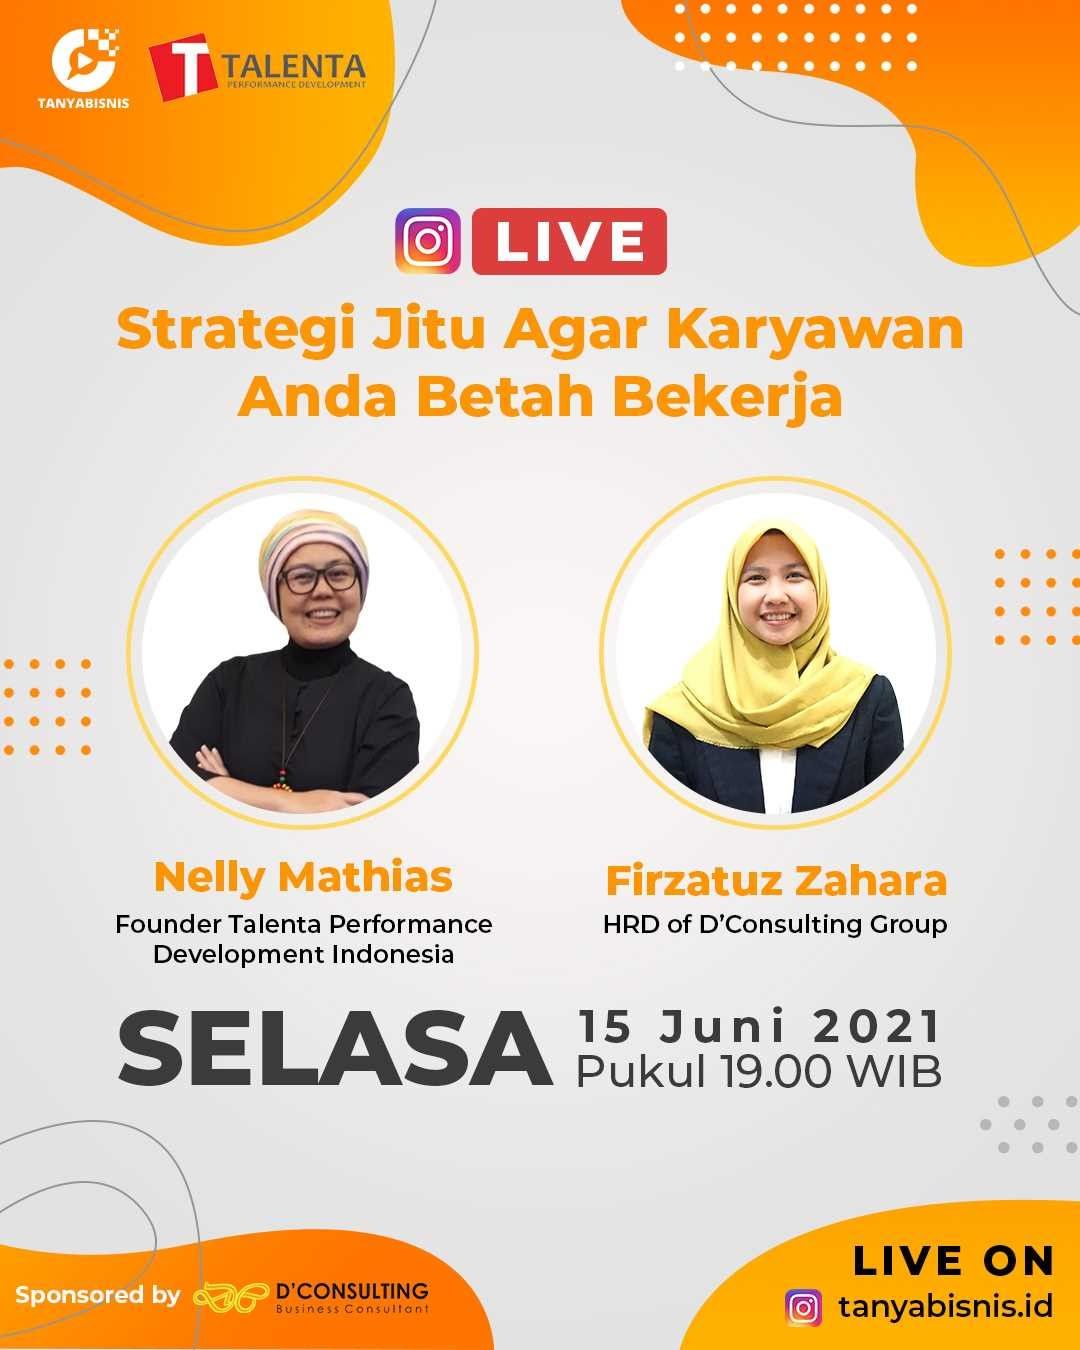 TANYABISNIS
T TALENTA
PERFORMANCE DEVELOPMENT
LIVE
Strategi Jitu Agar Karyawan
Anda Betah Bekerja
Nelly Mathias
Founder Talenta Performance
Development Indonesia
Firzatuz Zahara
HRD of D'Consulting Group
SELASA
15 Juni 2021
Pukul 19.00 WIB
Sponsored by
D'CONSULTING
Business Consultant
LIVE ON
tanyabisnis.id